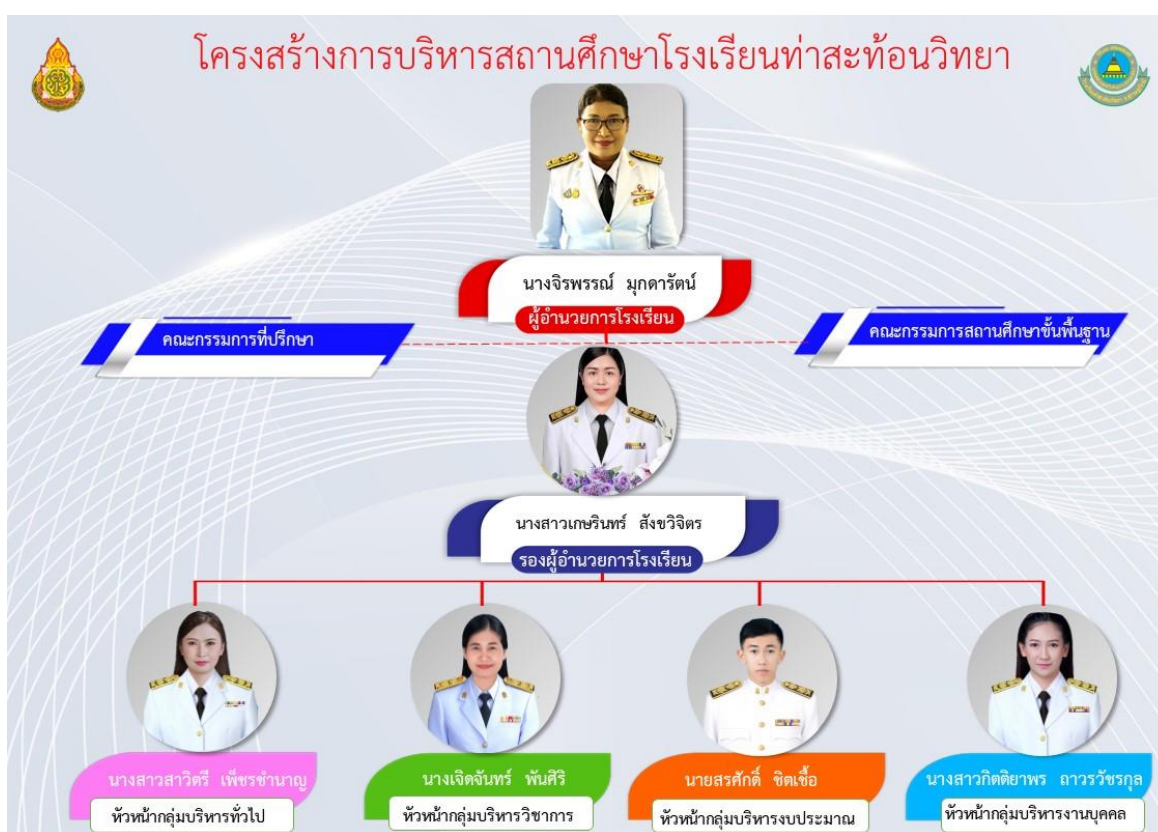 โครงสร้างการบริหารสถานศึกษาโรงเรียนท่าสะท้อนวิทยา
นางจิรพรรณ์ มุกดารัตน์
ผู้อำนวยการโรงเรียน
คณะกรรมการที่ปรึกษา
คณะกรรมการสถานศึกษาขั้นพื้นฐาน
นางสาวเกษรินทร์ สังขวิจิตร
รองผู้อำนวยการโรงเรียน
นางสาวสาวิตรี เพ็ชรชำนาญ
หัวหน้ากลุ่มบริหารทั่วไป
นางเจิดจันทร์ พันศิริ
หัวหน้ากลุ่มบริหารวิชาการ
นายสรศักดิ์ ชิตเชื้อ
หัวหน้ากลุ่มบริหารงบประมาณ
นางสาวกิตติยาพร ถาวรวัชรกุล
หัวหน้ากลุ่มบริหารงานบุคคล